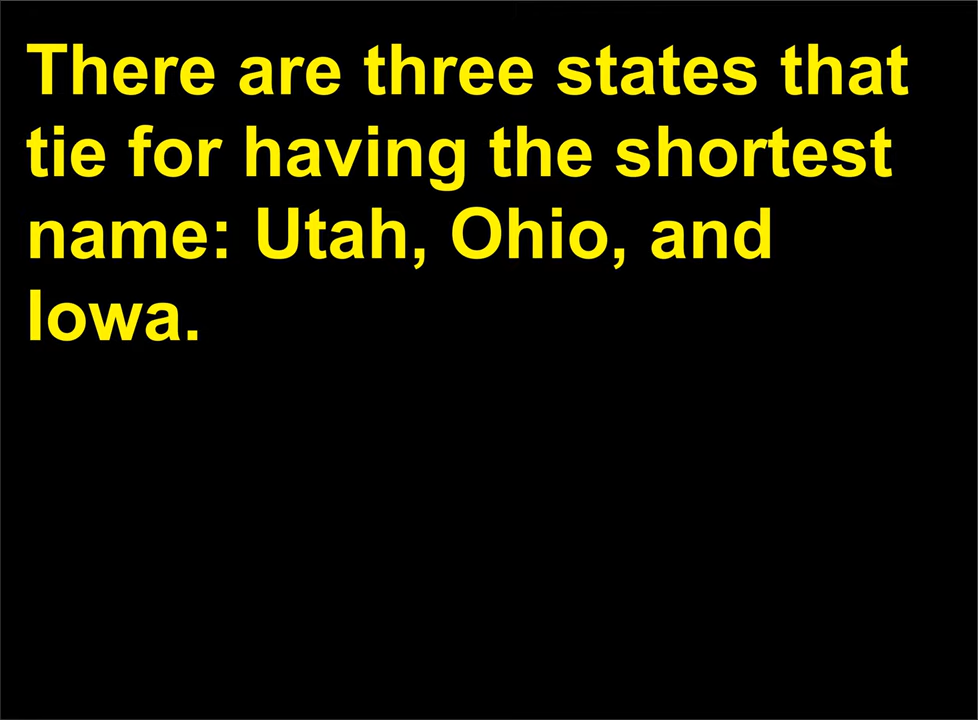 There are three states that
tie for having the shortest
name: Utah, Ohio, and
Iowa.